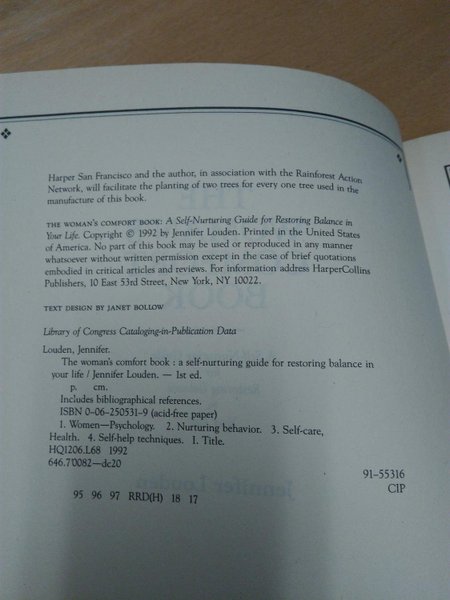 Harper San Francisco and the author, in association with the Rainforest Action
Network, will facilitate the planting of two trees for every one tree used in the
manufacture of this book.
THE WOMAN'S COMFORT BOOK: A Self-Nurturing Guide for Restoring Balance in
Your Life. Copyright © 1992 by Jennifer Louden. Printed in the United States
of America. No part of this book may be used or reproduced in any manner
whatsoever without written permission except in the case of brief quotations
embodied in critical articles and reviews. For information address HarperCollins
Publishers, 10 East 53rd Street, New York, NY 10022.
TEXT DESIGN BY JANET BOLLOW
Library of Congress Cataloging-in-Publication Data
Louden, Jennifer.
The woman's comfort book : a self-nurturing guide for restoring balance in
your life / Jennifer Louden. — 1st ed.
p. cm.
Includes bibliographical references.
ISBN 0-06-250531-9 (acid-free paper)
1. Women—Psychology. 2. Nurturing behavior. 3. Self-care,
Health. 4. Self-help techniques. I. Title.
HQ1206.L68 1992
646.7'0082—dc20
91-55316
CIP
95 96 97 RRD(H) 18 17